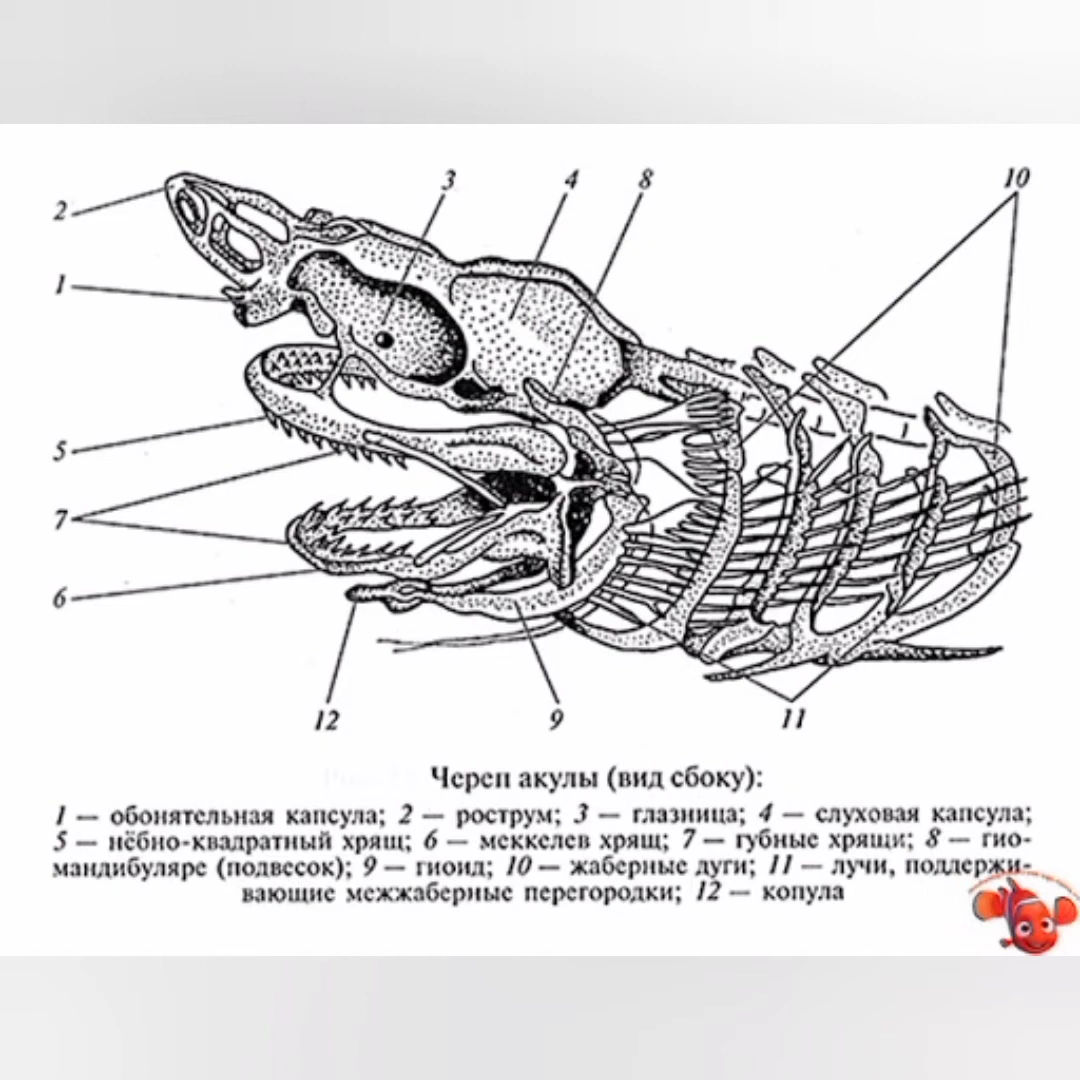 3 4 8 10
2
1
5
7
6
12 9 11
Череп акулы (вид сбоку):
1 — обонятельная капсула; 2 — рострум; 3 — глазница; 4 — слуховая капсула;
5 — нёбно-квадратный хрящ; 6 — меккелев хрящ; 7 — губные хрящи; 8 — гио-
мандибуляре (подвесок); 9 — гиоид; 10 — жаберные дуги; 11 — лучи, поддержи-
вающие межжаберные перегородки; 12 — копула